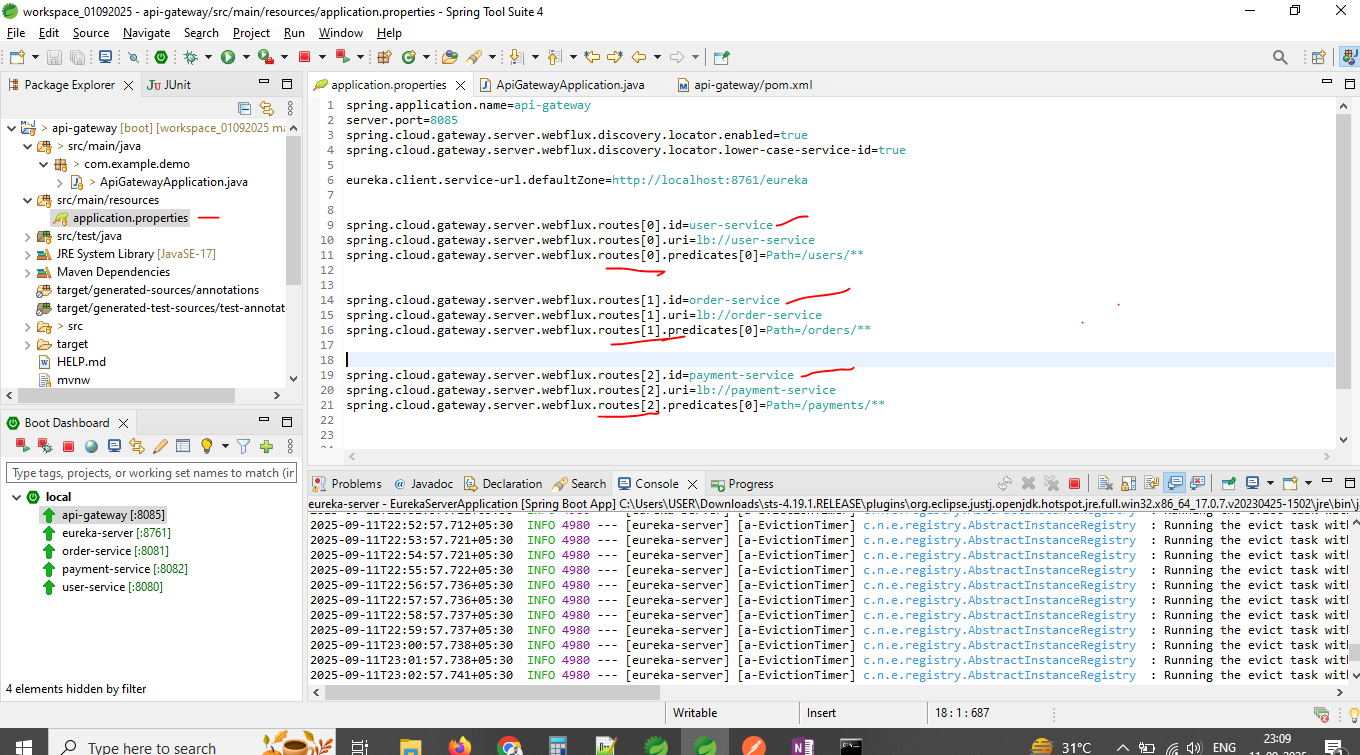 workspace_01092025 - api-gateway/src/main/resources/application.properties - Spring Tool Suite 4
File Edit Source Navigate Search Project Run Window Help
Package Explorer
JUnit
> api-gateway [boot] [workspace_01092025
> src/main/java
> com.example.demo
> ApiGatewayApplication.java
src/main/resources
application.properties
src/test/java
JRE System Library [JavaSE-17]
Maven Dependencies
target/generated-sources/annotations
target/generated-test-sources/test-annotat
> src
target
HELP.md
mvnw
application.properties
ApiGatewayApplication.java
api-gateway/pom.xml
1 spring.application.name=api-gateway
2 server.port=8085
3 spring.cloud.gateway.server.webflux.discovery.locator.enabled=true
4 spring.cloud.gateway.server.webflux.discovery.locator.lower-case-service-id=true
5
6 eureka.client.service-url.defaultZone=http://localhost:8761/eureka
7
8
9 spring.cloud.gateway.server.webflux.routes[0].id=user-service
10 spring.cloud.gateway.server.webflux.routes[0].uri=lb://user-service
11 spring.cloud.gateway.server.webflux.routes[0].predicates[0]=Path=/users/**
12
13
14 spring.cloud.gateway.server.webflux.routes[1].id=order-service
15 spring.cloud.gateway.server.webflux.routes[1].uri=lb://order-service
16 spring.cloud.gateway.server.webflux.routes[1].predicates[0]=Path=/orders/**
17
18
19 spring.cloud.gateway.server.webflux.routes[2].id=payment-service
20 spring.cloud.gateway.server.webflux.routes[2].uri=lb://payment-service
21 spring.cloud.gateway.server.webflux.routes[2].predicates[0]=Path=/payments/**
22
23
Boot Dashboard
Type tags, projects, or working set names to match (in
local
api-gateway [:8085]
eureka-server [:8761]
order-service [:8081]
payment-service [:8082]
user-service [:8080]
4 elements hidden by filter
Problems
Javadoc
Declaration
Search
Console
Progress
eureka-server - EurekaServerApplication [Spring Boot App] C:\Users\USER\Downloads\sts-4.19.1.RELEASE\plugins\org.eclipse.justj.openjdk.hotspot.jre.full.win32.x86_64_17.0.7.v20230425-1502\jre\bin\j
2025-09-11T22:52:57.712+05:30 INFO 4980 --- [eureka-server] [a-EvictionTimer] c.n.e.registry.AbstractInstanceRegistry : Running the evict task with
2025-09-11T22:53:57.721+05:30 INFO 4980 --- [eureka-server] [a-EvictionTimer] c.n.e.registry.AbstractInstanceRegistry : Running the evict task with
2025-09-11T22:54:57.721+05:30 INFO 4980 --- [eureka-server] [a-EvictionTimer] c.n.e.registry.AbstractInstanceRegistry : Running the evict task with
2025-09-11T22:55:57.722+05:30 INFO 4980 --- [eureka-server] [a-EvictionTimer] c.n.e.registry.AbstractInstanceRegistry : Running the evict task with
2025-09-11T22:56:57.736+05:30 INFO 4980 --- [eureka-server] [a-EvictionTimer] c.n.e.registry.AbstractInstanceRegistry : Running the evict task with
2025-09-11T22:57:57.736+05:30 INFO 4980 --- [eureka-server] [a-EvictionTimer] c.n.e.registry.AbstractInstanceRegistry : Running the evict task with
2025-09-11T22:58:57.737+05:30 INFO 4980 --- [eureka-server] [a-EvictionTimer] c.n.e.registry.AbstractInstanceRegistry : Running the evict task with
2025-09-11T22:59:57.737+05:30 INFO 4980 --- [eureka-server] [a-EvictionTimer] c.n.e.registry.AbstractInstanceRegistry : Running the evict task with
2025-09-11T23:00:57.738+05:30 INFO 4980 --- [eureka-server] [a-EvictionTimer] c.n.e.registry.AbstractInstanceRegistry : Running the evict task with
2025-09-11T23:01:57.738+05:30 INFO 4980 --- [eureka-server] [a-EvictionTimer] c.n.e.registry.AbstractInstanceRegistry : Running the evict task with
2025-09-11T23:02:57.741+05:30 INFO 4980 --- [eureka-server] [a-EvictionTimer] c.n.e.registry.AbstractInstanceRegistry : Running the evict task with
Writable
Insert
18 : 1 : 687
Type here to search
31°C
ENG
23:09